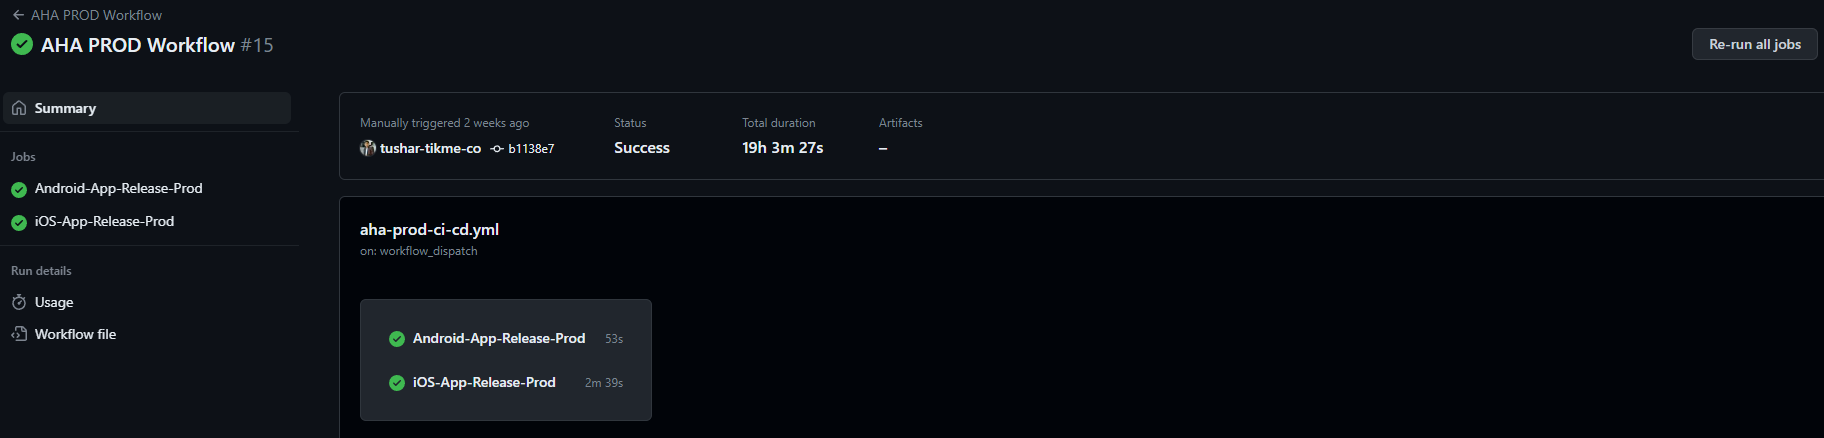 AHA PROD Workflow
AHA PROD Workflow #15
Re-run all jobs
Summary
Jobs
Android-App-Release-Prod
iOS-App-Release-Prod
Run details
Usage
Workflow file
Manually triggered 2 weeks ago
tushar-tikme-co b1138e7
Status
Success
Total duration
19h 3m 27s
Artifacts
–
aha-prod-ci-cd.yml
on: workflow_dispatch
Android-App-Release-Prod 53s
iOS-App-Release-Prod 2m 39s